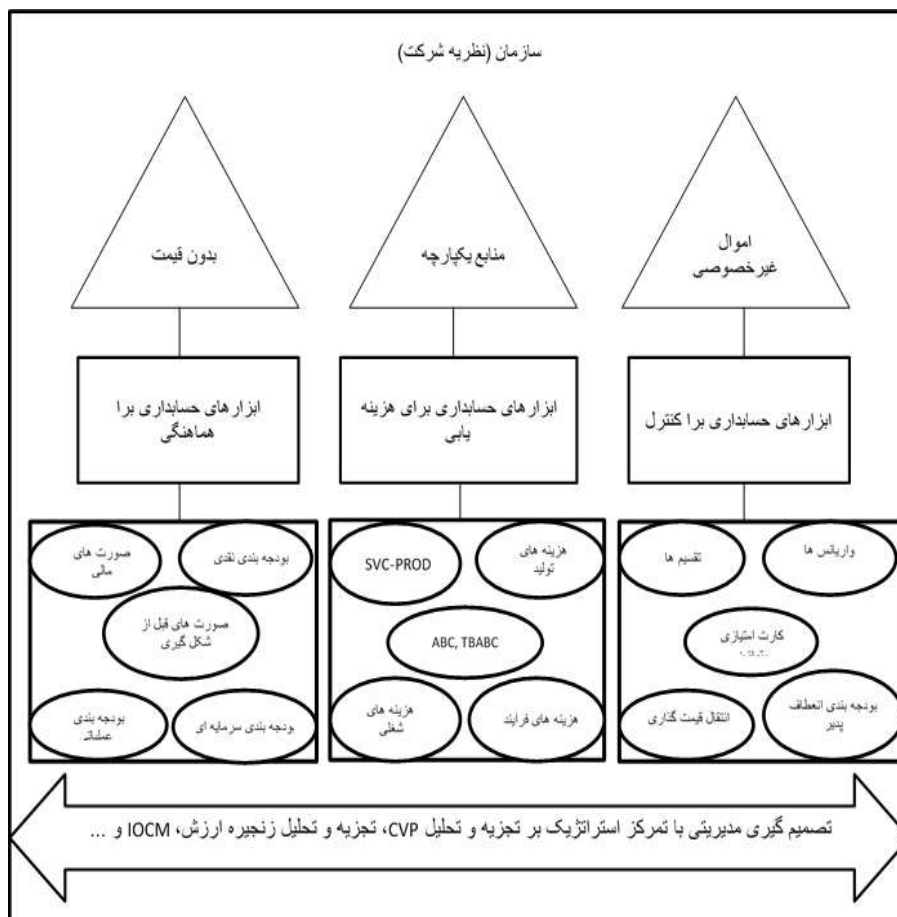 سازمان (نظریه شرکت)
اموال
غیرخصوصی
منابع یکپارچه
بدون قیمت
ابزارهای حسابداری برا کنترل
ابزارهای حسابداری برای هزینه
یابی
ابزارهای حسابداری برا
هماهنگی
واریانس ها
تقسیم ها
کارت امتیازی
بودجه بندی انعطاف
پذیر
انتقال قیمت گذاری
هزینه های
تولید
SVC-PROD
ABC, TBABC
هزینه های فرایند
هزینه های
شغلی
بودجه بندی نقدی
صورت های
مالی
صورت های قبل از
شکل گیری
بودجه بندی سرمایه ای
بودجه بندی
عملیاتی
تصمیم گیری مدیریتی با تمرکز استراتژیک بر تجزیه و تحلیل CVP، تجزیه و تحلیل زنجیره ارزش، IOCM و ...